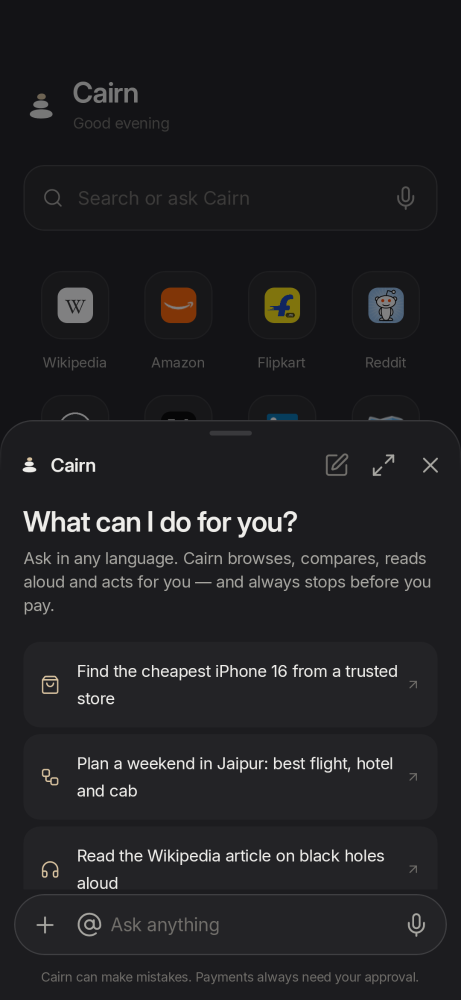 Cairn
Good evening
Search or ask Cairn
W
Wikipedia
Amazon
Flipkart
Reddit
Cairn
What can I do for you?
Ask in any language. Cairn browses, compares, reads
aloud and acts for you — and always stops before you
pay.
Find the cheapest iPhone 16 from a trusted
store
Plan a weekend in Jaipur: best flight, hotel
and cab
Read the Wikipedia article on black holes
aloud
Ask anything
Cairn can make mistakes. Payments always need your approval.